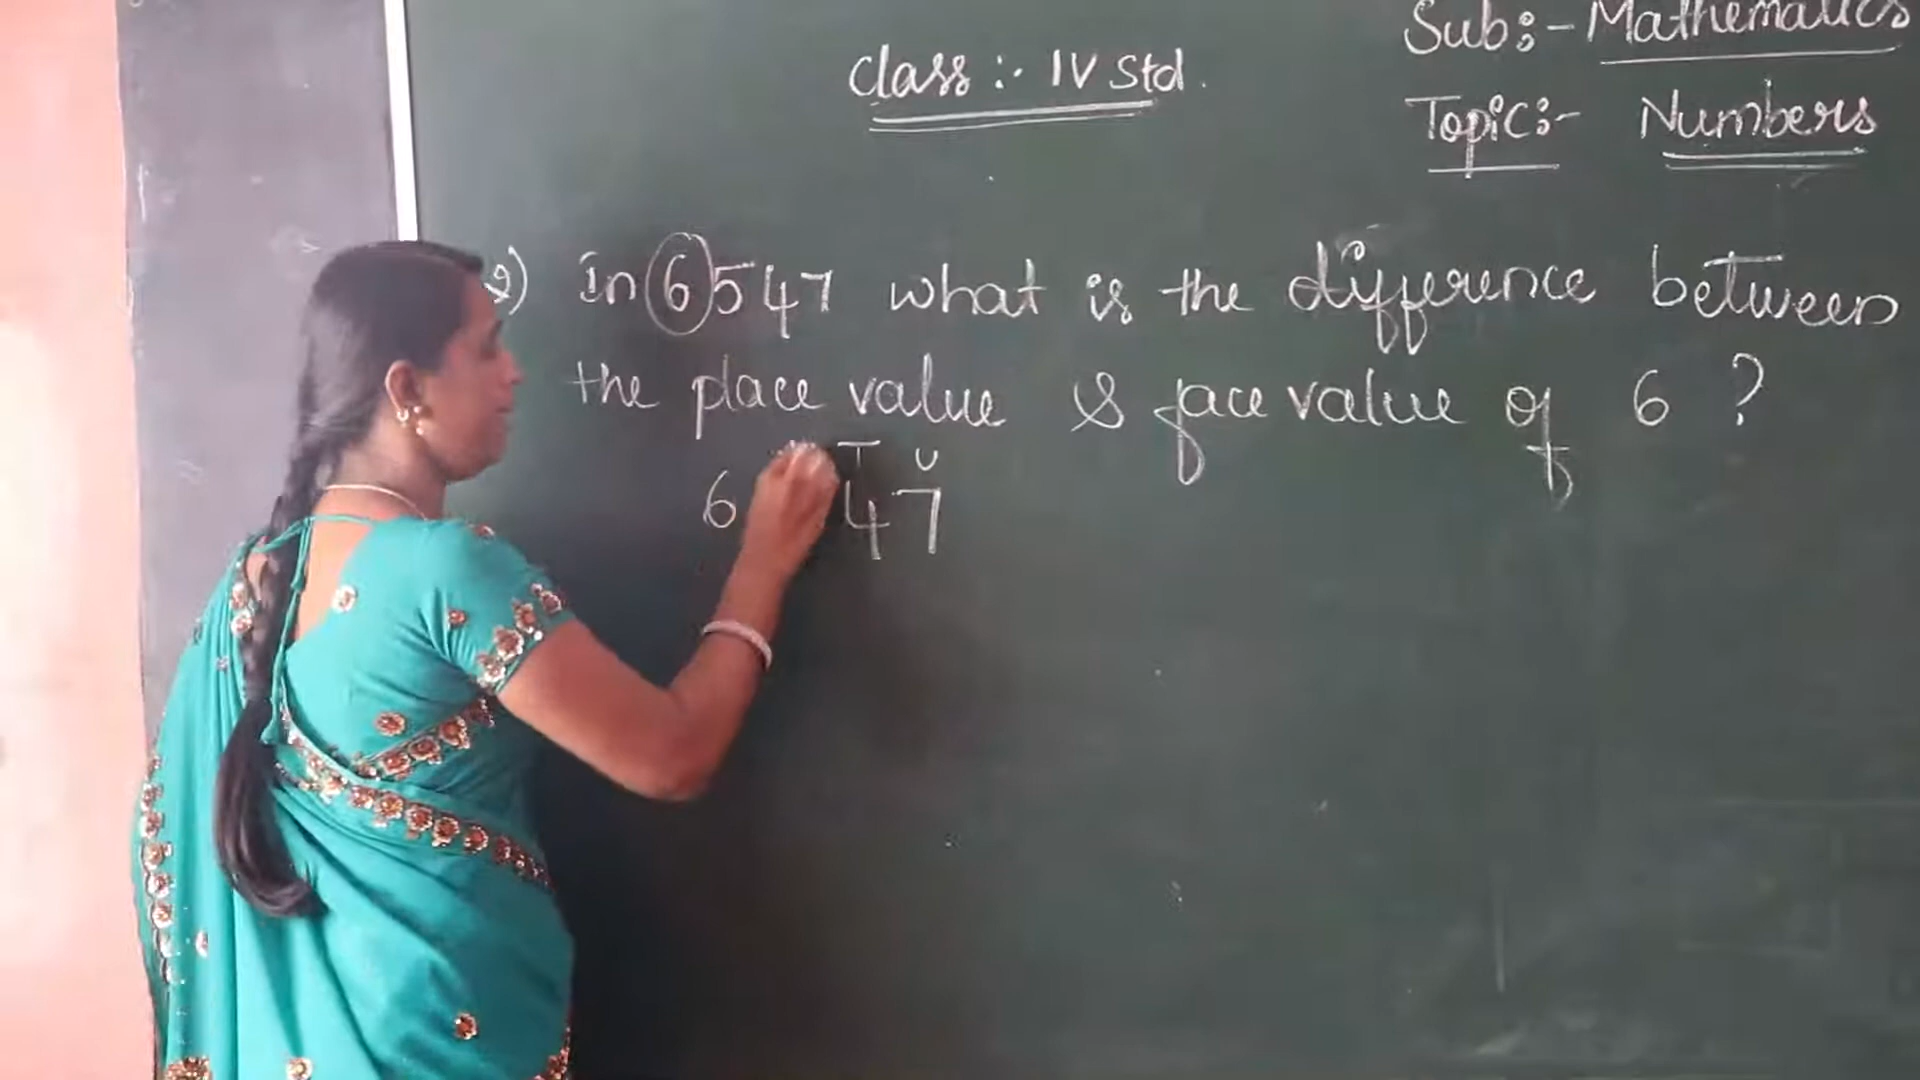 Class :- IV Std.
Sub:- Mathematics
Topic:- Numbers
In 6547 what is the difference between
the place value & face value of 6 ?
T U
6 47